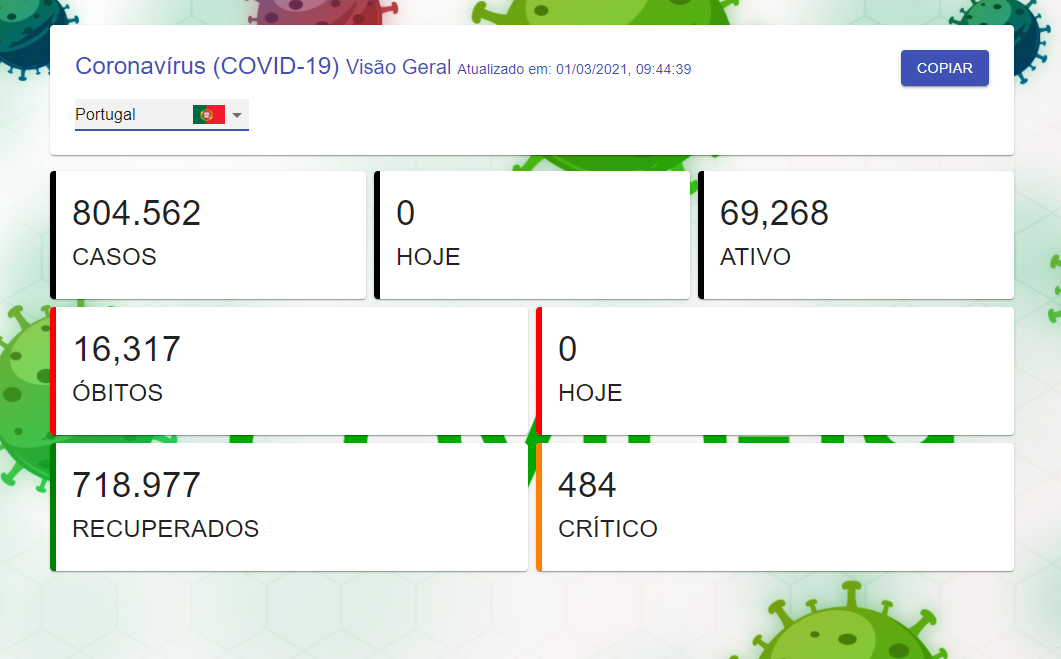 Coronavírus (COVID-19) Visão Geral Atualizado em: 01/03/2021, 09:44:39
COPIAR
Portugal
804.562
CASOS
0
HOJE
69,268
ATIVO
16,317
ÓBITOS
0
HOJE
718.977
RECUPERADOS
484
CRÍTICO